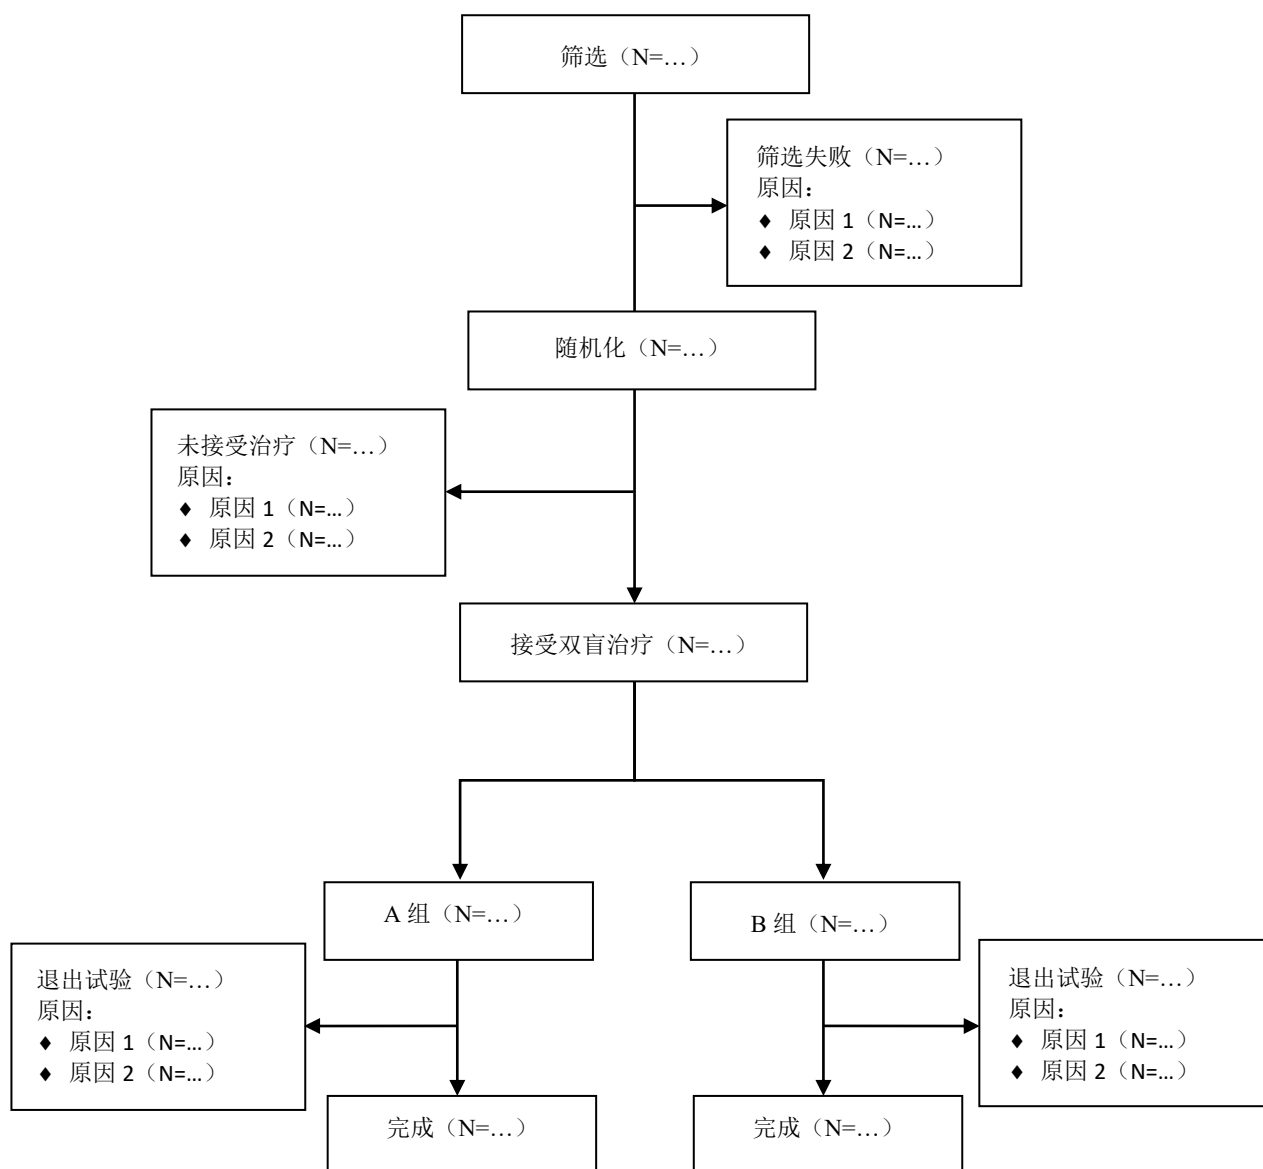 筛选（N=…）
筛选失败（N=…）
原因：
♦ 原因 1（N=…）
♦ 原因 2（N=…）
随机化（N=…）
未接受治疗（N=…）
原因：
♦ 原因 1（N=…）
♦ 原因 2（N=…）
接受双盲治疗（N=…）
A 组（N=…）
B 组（N=…）
退出试验（N=…）
原因：
♦ 原因 1（N=…）
♦ 原因 2（N=…）
退出试验（N=…）
原因：
♦ 原因 1（N=…）
♦ 原因 2（N=…）
完成（N=…）
完成（N=…）